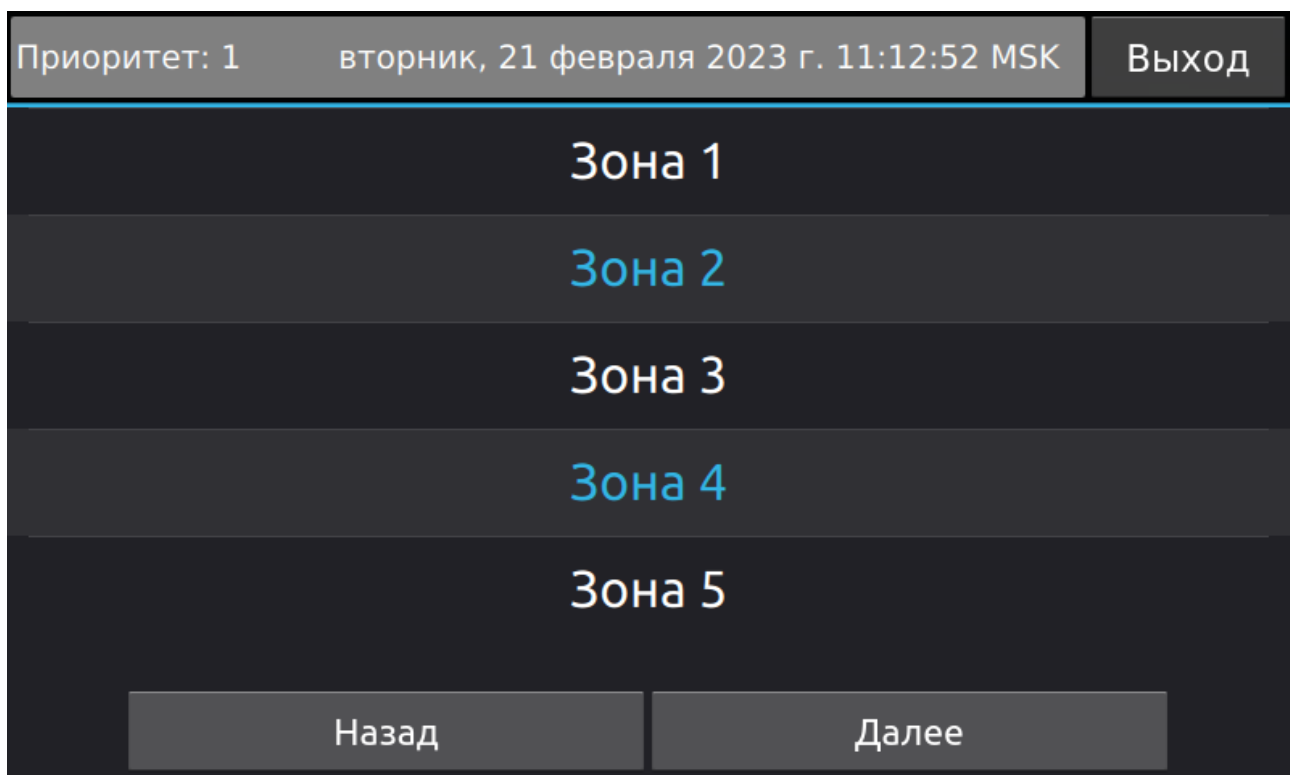 Приоритет: 1 вторник, 21 февраля 2023 г. 11:12:52 MSK Выход
Зона 1
Зона 2
Зона 3
Зона 4
Зона 5
Назад Далее